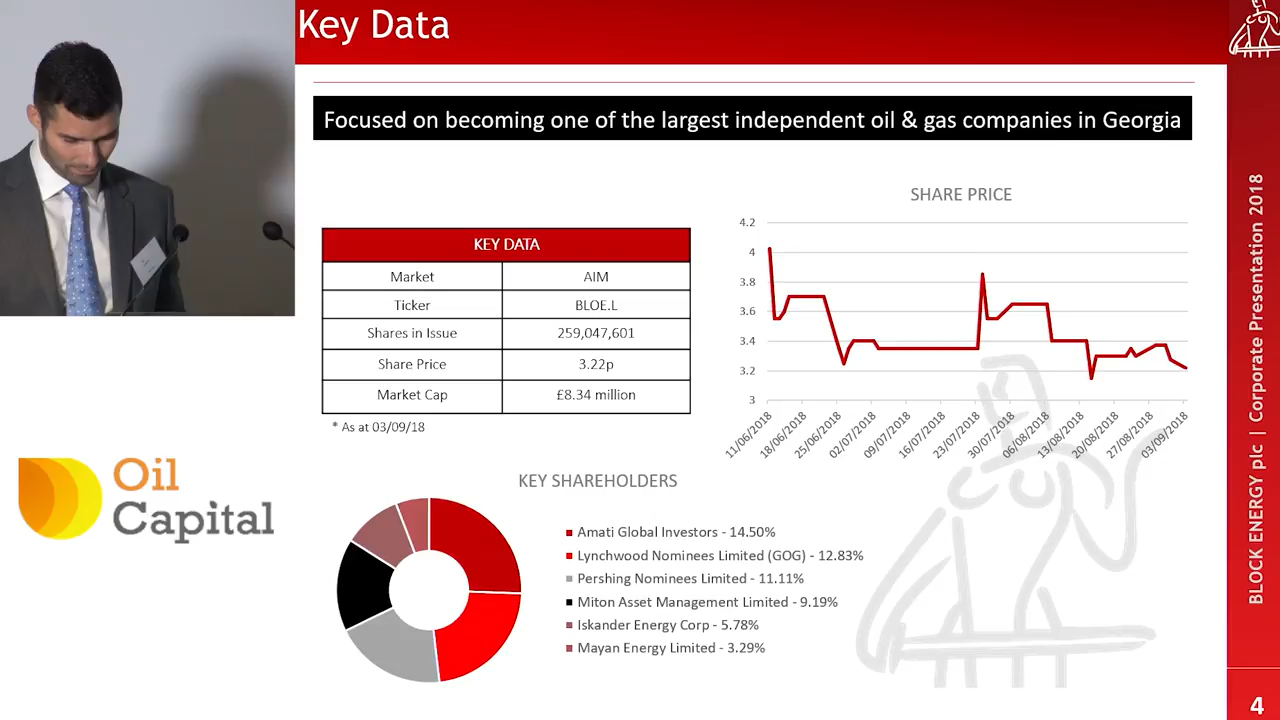 Key Data
Focused on becoming one of the largest independent oil & gas companies in Georgia
KEY DATA
Market AIM
Ticker BLOE.L
Shares in Issue 259,047,601
Share Price 3.22p
Market Cap £8.34 million
* As at 03/09/18
SHARE PRICE
4.2
4
3.8
3.6
3.4
3.2
3
11/06/2018
18/06/2018
25/06/2018
02/07/2018
09/07/2018
16/07/2018
23/07/2018
30/07/2018
06/08/2018
13/08/2018
20/08/2018
27/08/2018
03/09/2018
Oil
Capital
KEY SHAREHOLDERS
Amati Global Investors - 14.50%
Lynchwood Nominees Limited (GOG) - 12.83%
Pershing Nominees Limited - 11.11%
Miton Asset Management Limited - 9.19%
Iskander Energy Corp - 5.78%
Mayan Energy Limited - 3.29%
BLOCK ENERGY plc | Corporate Presentation 2018
4